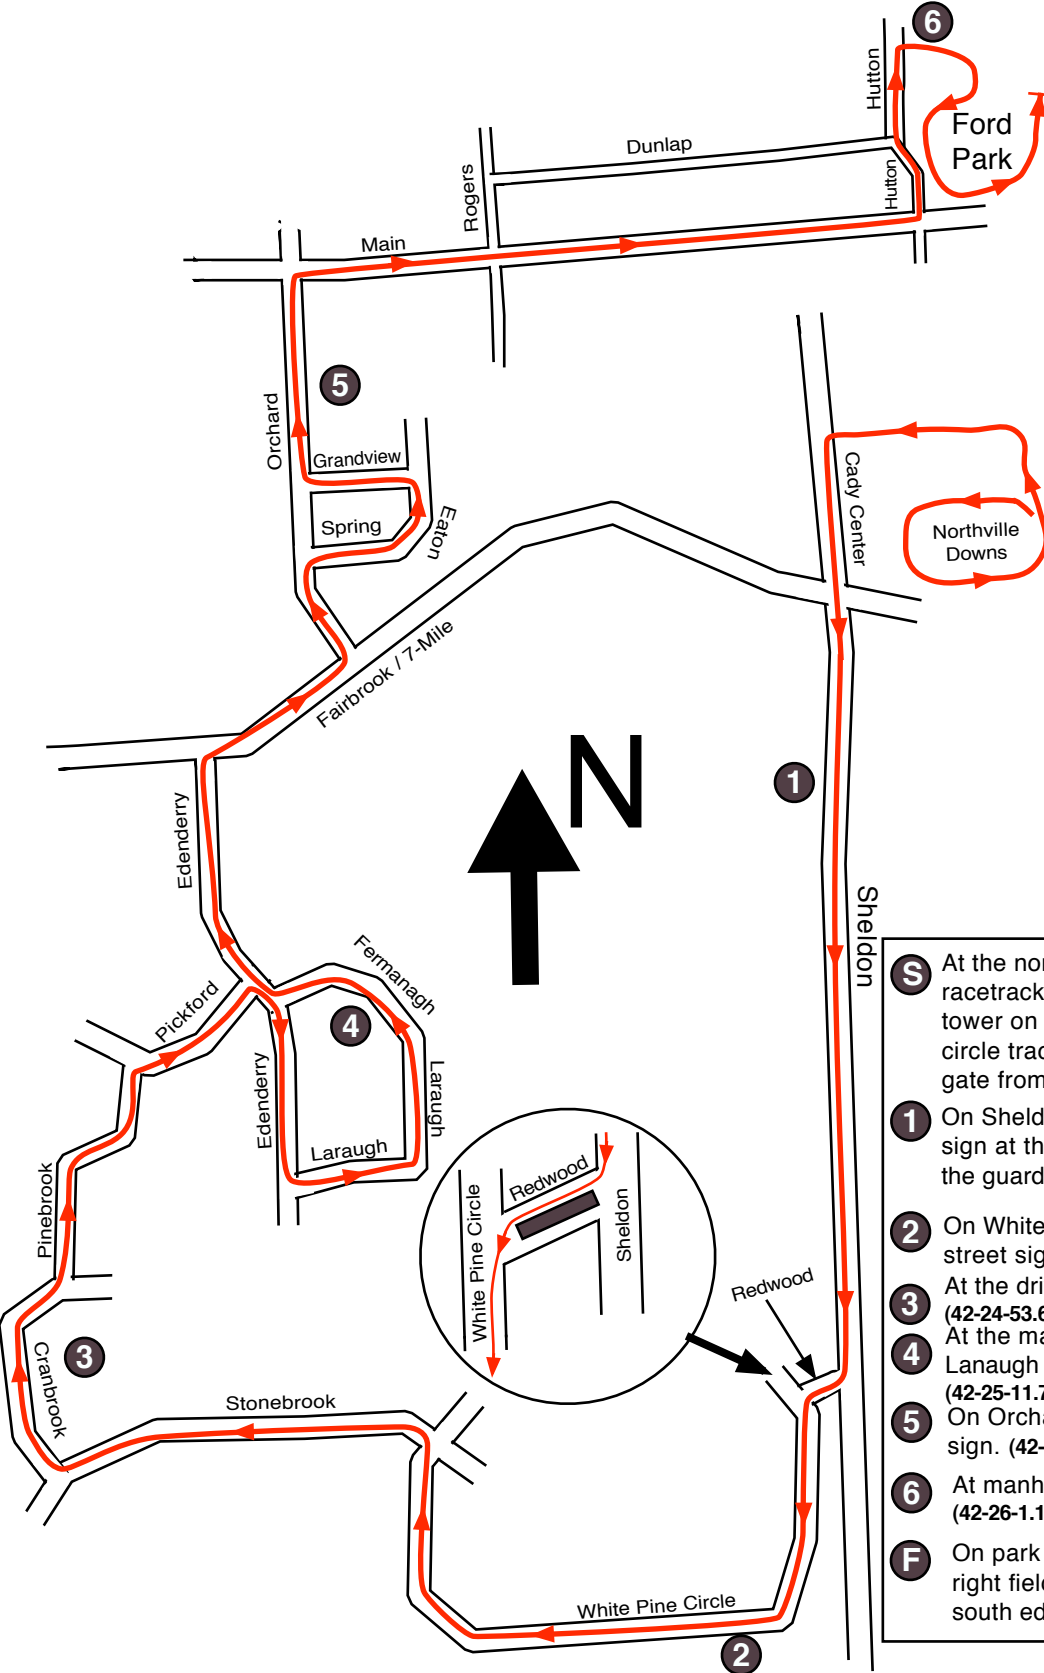 6
Hutton
Ford
Park
Dunlap
Rogers
Hutton
Main
5
Orchard
Grandview
Spring
Eaton
Cady Center
Northville
Downs
Fairbrook / 7-Mile
N
1
Edenderry
Sheldon
Fermanagh
Pickford
4
Edenderry
Laraugh
Laraugh
Pinebrook
Redwood
White Pine Circle
Sheldon
Redwood
3
Cranbrook
Stonebrook
White Pine Circle
2
S At the nor
racetrack
tower on
circle trac
gate from
1 On Sheld
sign at th
the guard
2 On White
street sig
3 At the dri
(42-24-53.6
4 At the ma
Lanaugh
(42-25-11.7
5 On Orcha
sign. (42-
6 At manh
(42-26-1.1
F On park
right field
south ed